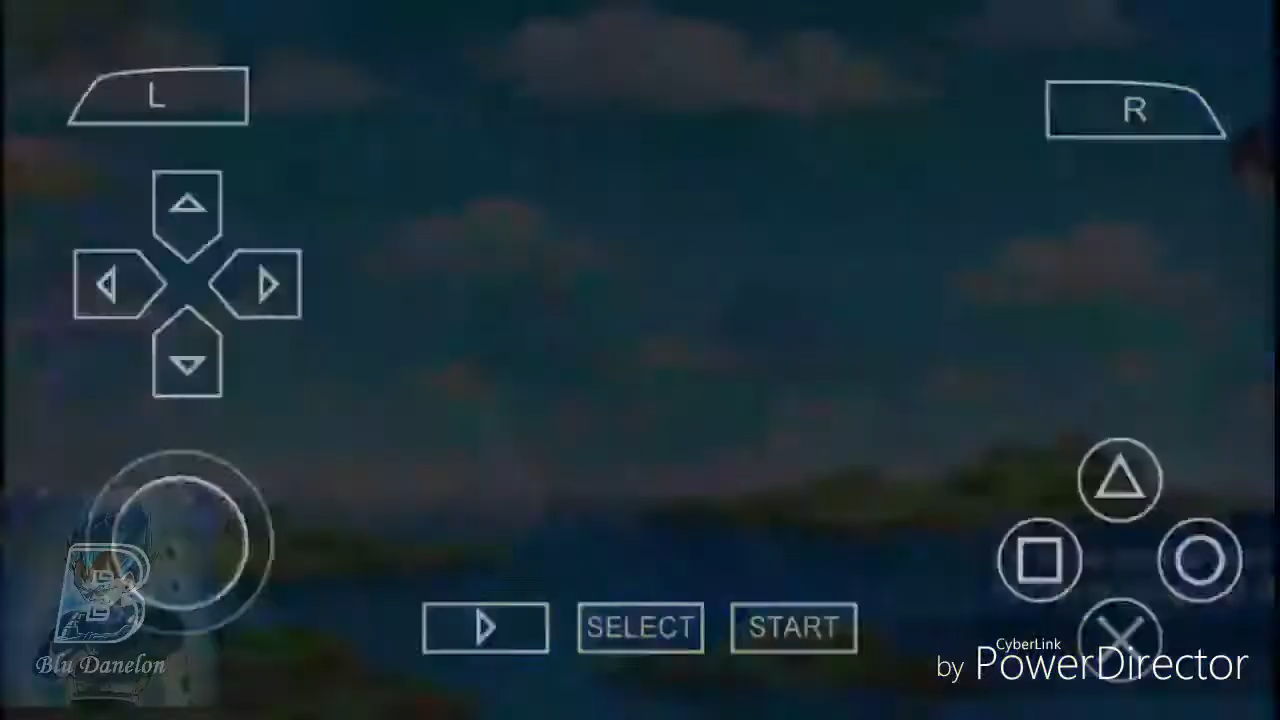 L
R
SELECT
START
B
Blu Danelon
CyberLink
by PowerDirector